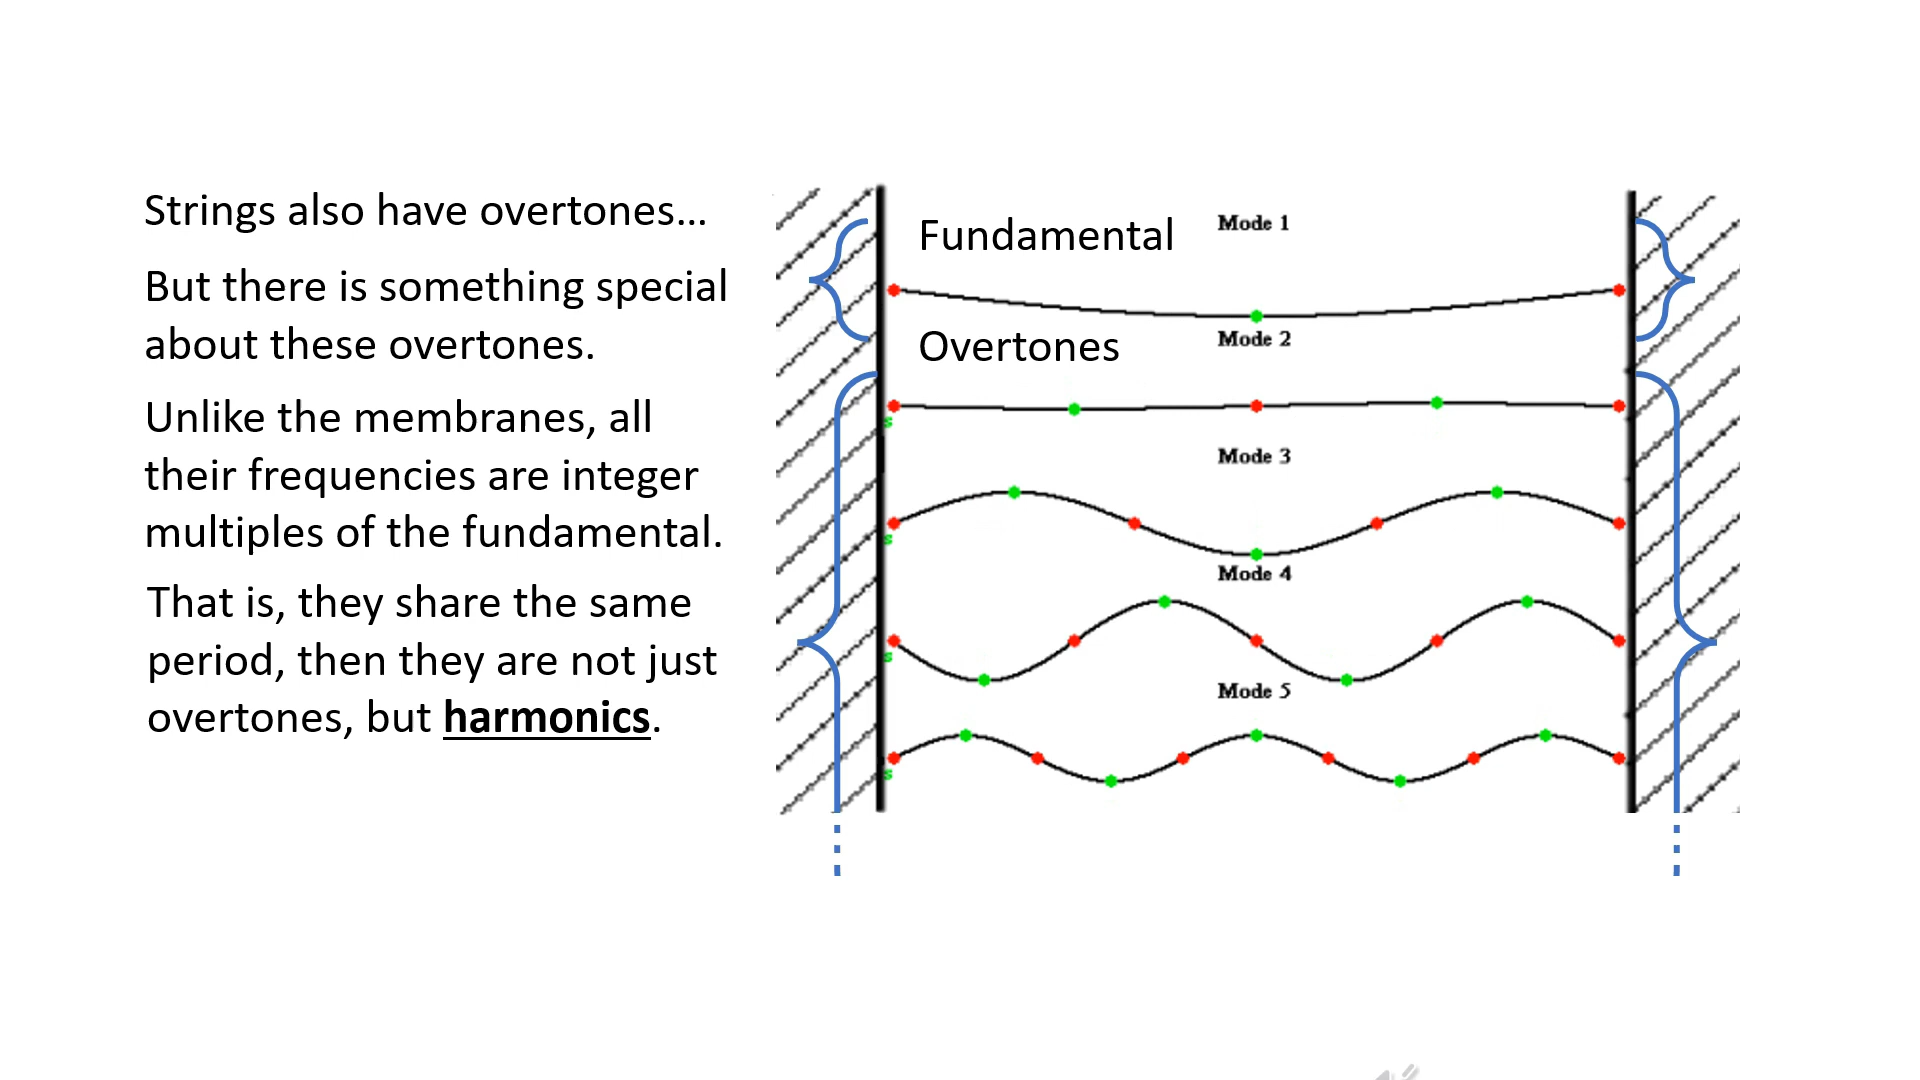 Strings also have overtones…
But there is something special
about these overtones.
Unlike the membranes, all
their frequencies are integer
multiples of the fundamental.
That is, they share the same
period, then they are not just
overtones, but harmonics.
Fundamental
Mode 1
Overtones
Mode 2
s
Mode 3
s
Mode 4
s
Mode 5
s